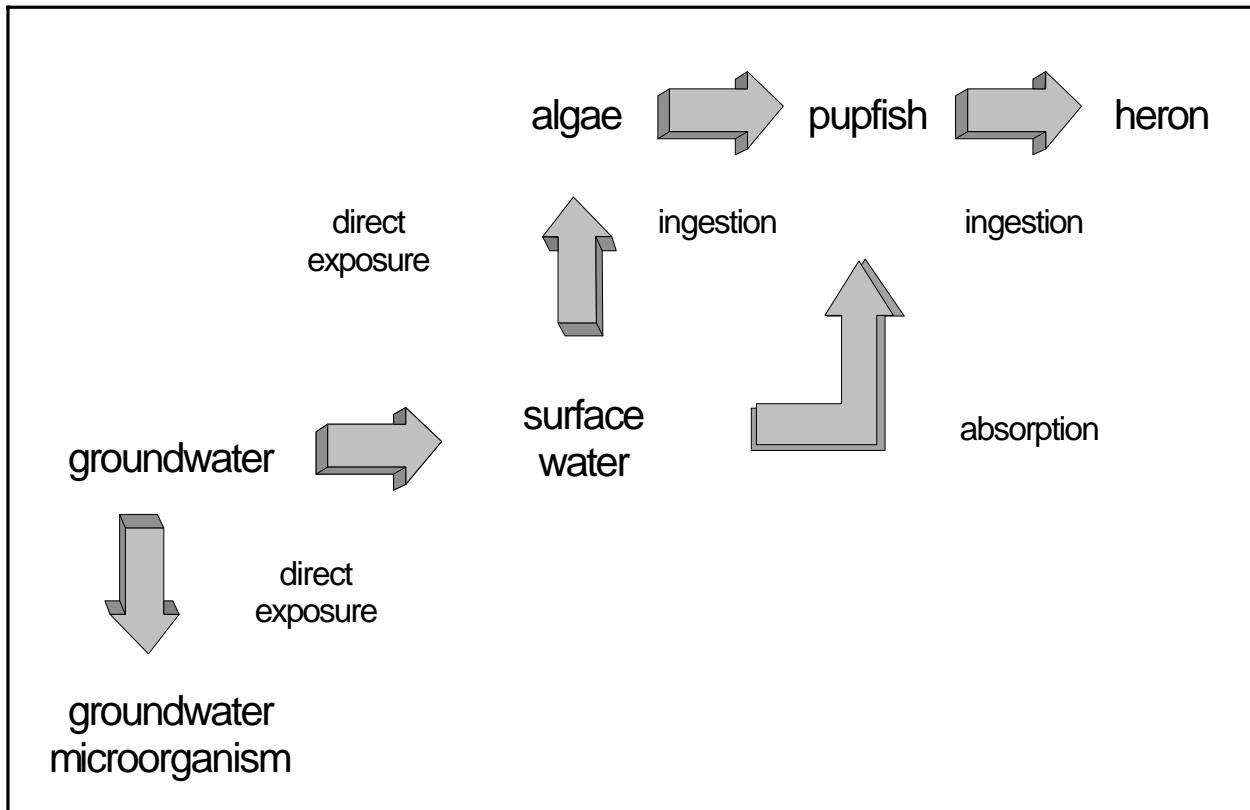 algae
pupfish
heron
direct
exposure
ingestion
ingestion
surface
water
groundwater
absorption
direct
exposure
groundwater
microorganism